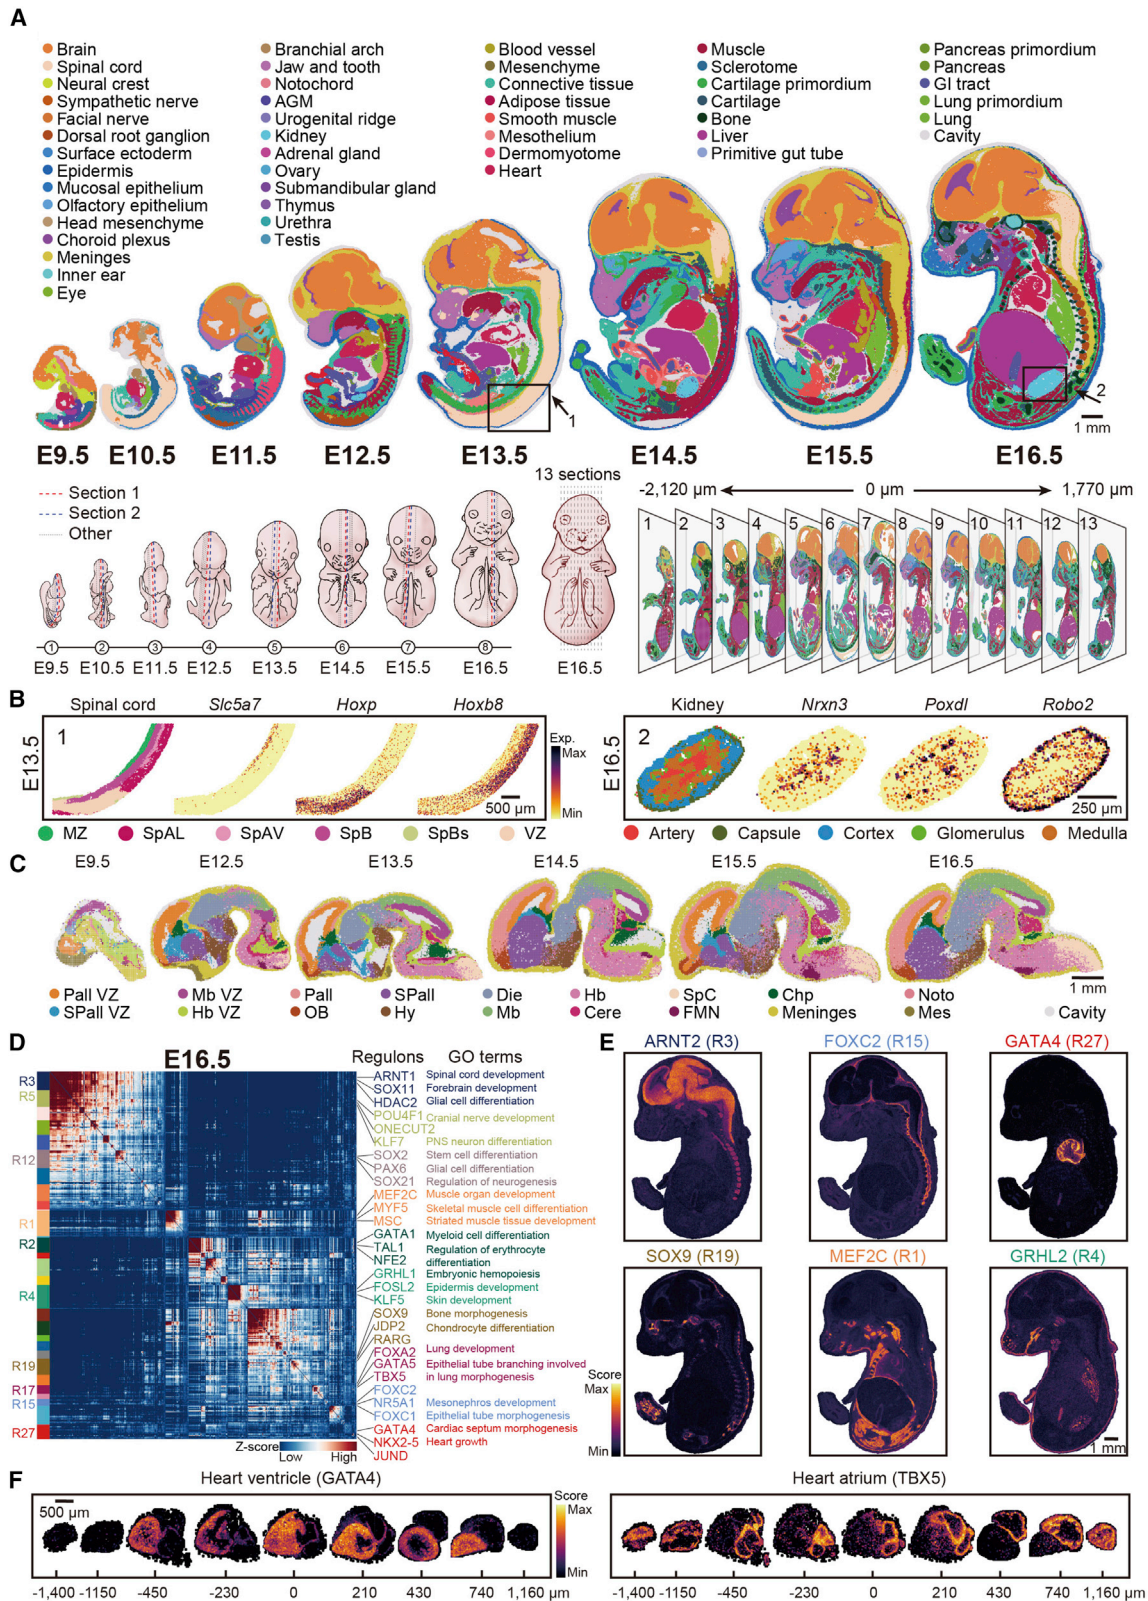 A
Brain
Spinal cord
Neural crest
Sympathetic nerve
Facial nerve
Dorsal root ganglion
Surface ectoderm
Epidermis
Mucosal epithelium
Olfactory epithelium
Head mesenchyme
Choroid plexus
Meninges
Inner ear
Eye
Branchial arch
Jaw and tooth
Notochord
AGM
Urogenital ridge
Kidney
Adrenal gland
Ovary
Submandibular gland
Thymus
Urethra
Testis
Blood vessel
Mesenchyme
Connective tissue
Adipose tissue
Smooth muscle
Mesothelium
Dermomyotome
Heart
Muscle
Sclerotome
Cartilage primordium
Cartilage
Bone
Liver
Primitive gut tube
Pancreas primordium
Pancreas
GI tract
Lung primordium
Lung
Cavity
1
2
1 mm
E9.5 E10.5 E11.5 E12.5 E13.5 E14.5 E15.5 E16.5
Section 1
Section 2
Other
13 sections
-2,120 µm 0 µm 1,770 µm
1 2 3 4 5 6 7 8 9 10 11 12 13
1 2 3 4 5 6 7 8
E9.5 E10.5 E11.5 E12.5 E13.5 E14.5 E15.5 E16.5 E16.5
B
Spinal cord Slc5a7 Hoxp Hoxb8
E13.5
1
Exp.
Max
Min
500 µm
MZ SpAL SpAV SpB SpBs VZ
Kidney Nrxn3 Poxdl Robo2
E16.5
2
250 µm
Artery Capsule Cortex Glomerulus Medulla
C
E9.5 E12.5 E13.5 E14.5 E15.5 E16.5
1 mm
Pall VZ Mb VZ Pall SPall Die Hb SpC Chp Noto
SPall VZ Hb VZ OB Hy Mb Cere FMN Meninges Mes Cavity
D
E16.5
Regulons GO terms
R3
R5
R12
R1
R2
R4
R19
R17
R15
R27
ARNT1 Spinal cord development
SOX11 Forebrain development
HDAC2 Glial cell differentiation
POU4F1 Cranial nerve development
ONECUT2
KLF7 PNS neuron differentiation
SOX2 Stem cell differentiation
PAX6 Glial cell differentiation
SOX21 Regulation of neurogenesis
MEF2C Muscle organ development
MYF5 Skeletal muscle cell differentiation
MSC Striated muscle tissue development
GATA1 Myeloid cell differentiation
TAL1 Regulation of erythrocyte
NFE2 differentiation
GRHL1 Embryonic hemopoiesis
FOSL2 Epidermis development
KLF5 Skin development
SOX9 Bone morphogenesis
JDP2 Chondrocyte differentiation
RARG
FOXA2 Lung development
GATA5 Epithelial tube branching involved
TBX5 in lung morphogenesis
FOXC2
NR5A1 Mesonephros development
FOXC1 Epithelial tube morphogenesis
GATA4 Cardiac septum morphogenesis
NKX2-5 Heart growth
JUND
Z-score
Low High
E
ARNT2 (R3) FOXC2 (R15) GATA4 (R27)
SOX9 (R19) MEF2C (R1) GRHL2 (R4)
Score
Max
Min
1 mm
F
Heart ventricle (GATA4)
500 µm
Score
Max
Min
-1,400 -1150 -450 -230 0 210 430 740 1,160 µm
Heart atrium (TBX5)
-1,400 -1150 -450 -230 0 210 430 740 1,160 µm